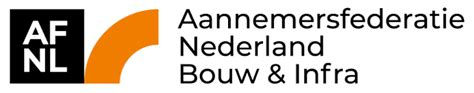 AF
NL
Aannemersfederatie
Nederland
Bouw & Infra